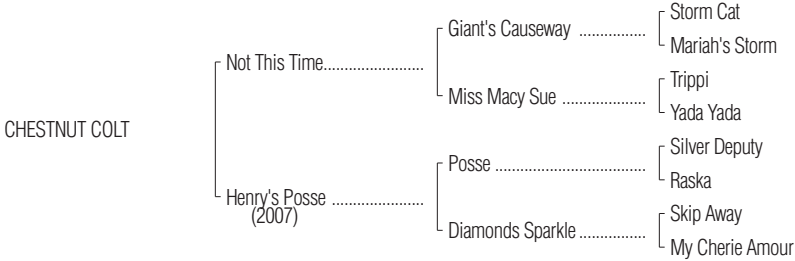 Storm Cat
Giant's Causeway ................
Mariah's Storm
Not This Time........................
Trippi
Miss Macy Sue ....................
Yada Yada
CHESTNUT COLT
Silver Deputy
Posse ....................................
Raska
Henry's Posse ......................
(2007)
Skip Away
Diamonds Sparkle................
My Cherie Amour